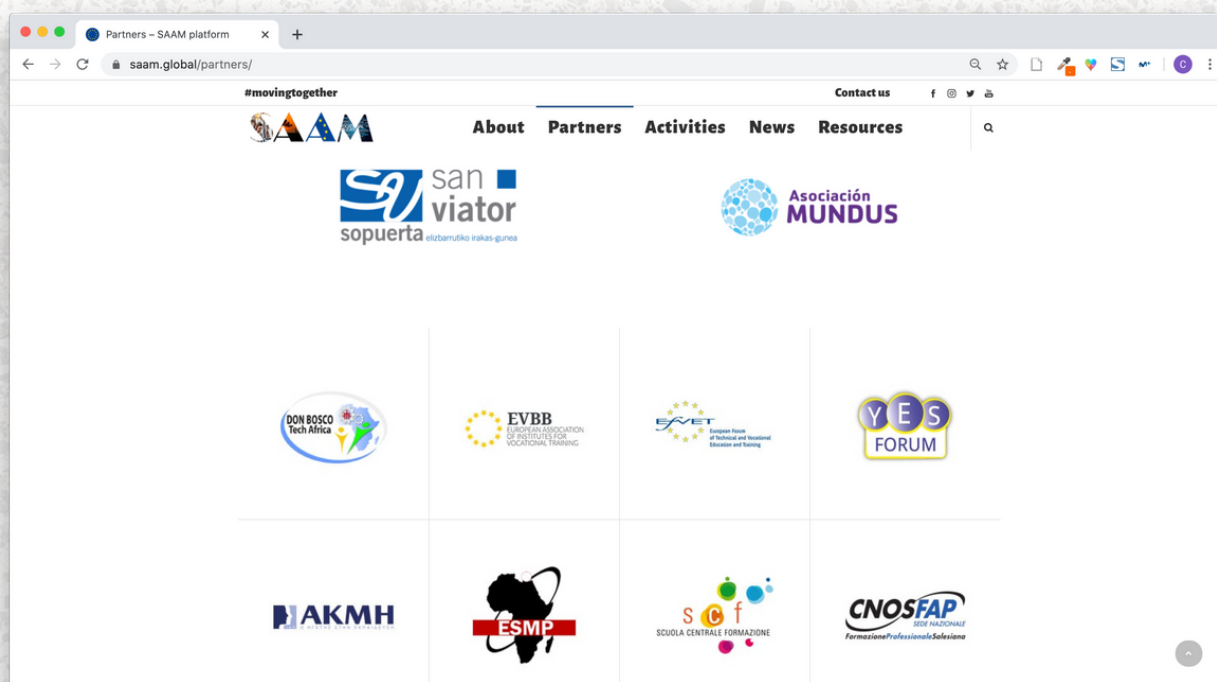 Partners – SAAM platform
saam.global/partners/
C
#movingtogether
Contact us
SAAM
About Partners Activities News Resources
SV san viator
sopuerta elizbarrutiko irakas-gunea
Asociación
MUNDUS
DON BOSCO
Tech Africa
EVBB
EUROPEAN ASSOCIATION
OF INSTITUTES FOR
VOCATIONAL TRAINING
EfVET
European Forum
of Technical and Vocational
Education and Training
YES
FORUM
AKMH
ESMP
scf
SCUOLA CENTRALE FORMAZIONE
CNOSFAP
SEDE NAZIONALE
FormazioneProfessionaleSalesiana